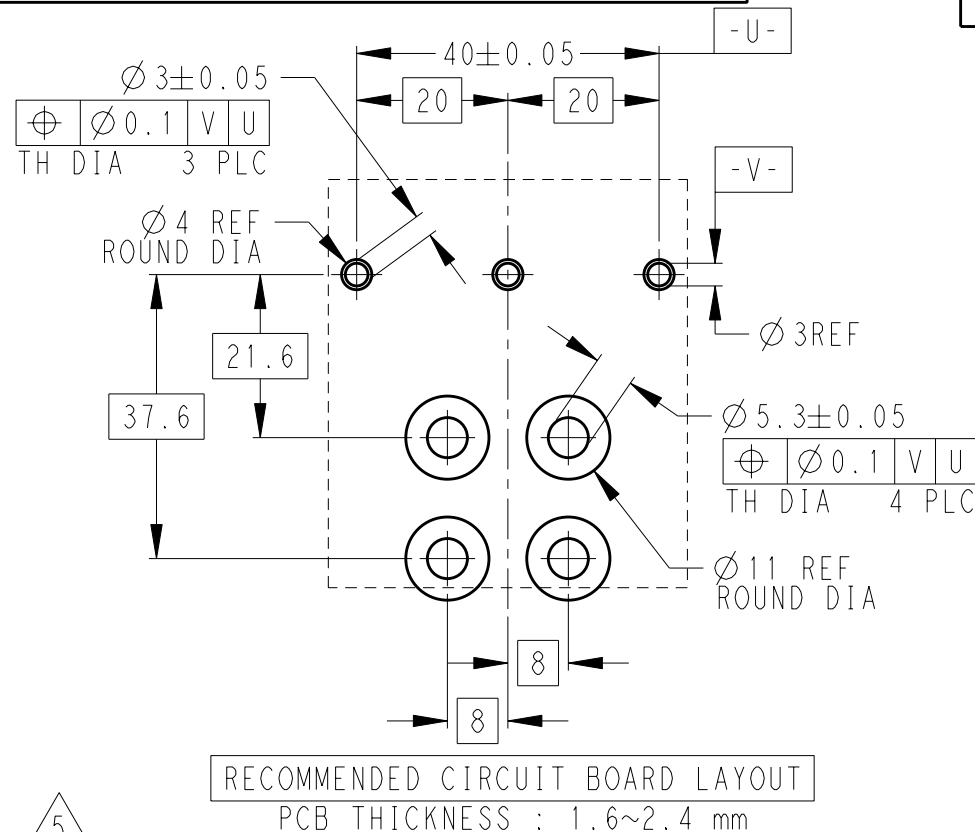 -U-
40±0.05
Ø3±0.05
20
20
⌖ Ø0.1 V U
TH DIA 3 PLC
-V-
Ø4 REF
ROUND DIA
Ø3REF
21.6
37.6
Ø5.3±0.05
⌖ Ø0.1 V U
TH DIA 4 PLC
Ø11 REF
ROUND DIA
8
8
RECOMMENDED CIRCUIT BOARD LAYOUT
PCB THICKNESS : 1.6~2.4 mm
5